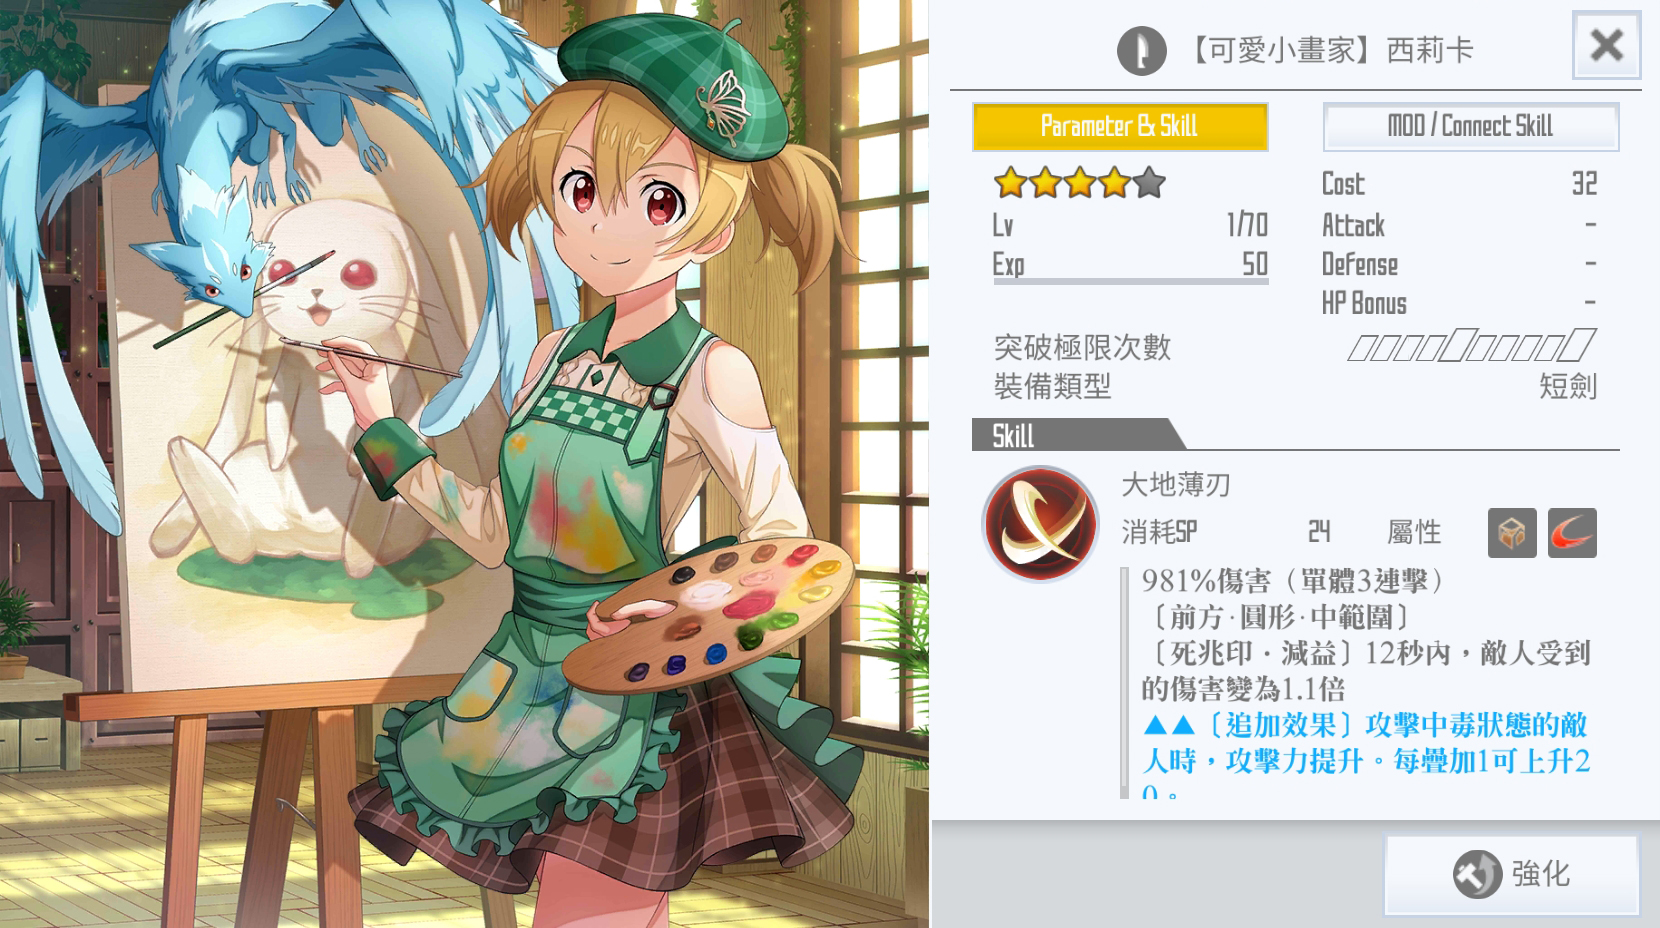 【可愛小畫家】西莉卡
Parameter & Skill
MOD / Connect Skill
Lv 1/70
Exp 50
Cost 32
Attack -
Defense -
HP Bonus -
突破極限次數
裝備類型 短劍
Skill
大地薄刃
消耗SP 24 屬性
981%傷害（單體3連擊）
〔前方·圓形·中範圍〕
〔死兆印·減益〕12秒內，敵人受到
的傷害變為1.1倍
▲▲〔追加效果〕攻擊中毒狀態的敵
人時，攻擊力提升。每疊加1可上升2
0。
強化